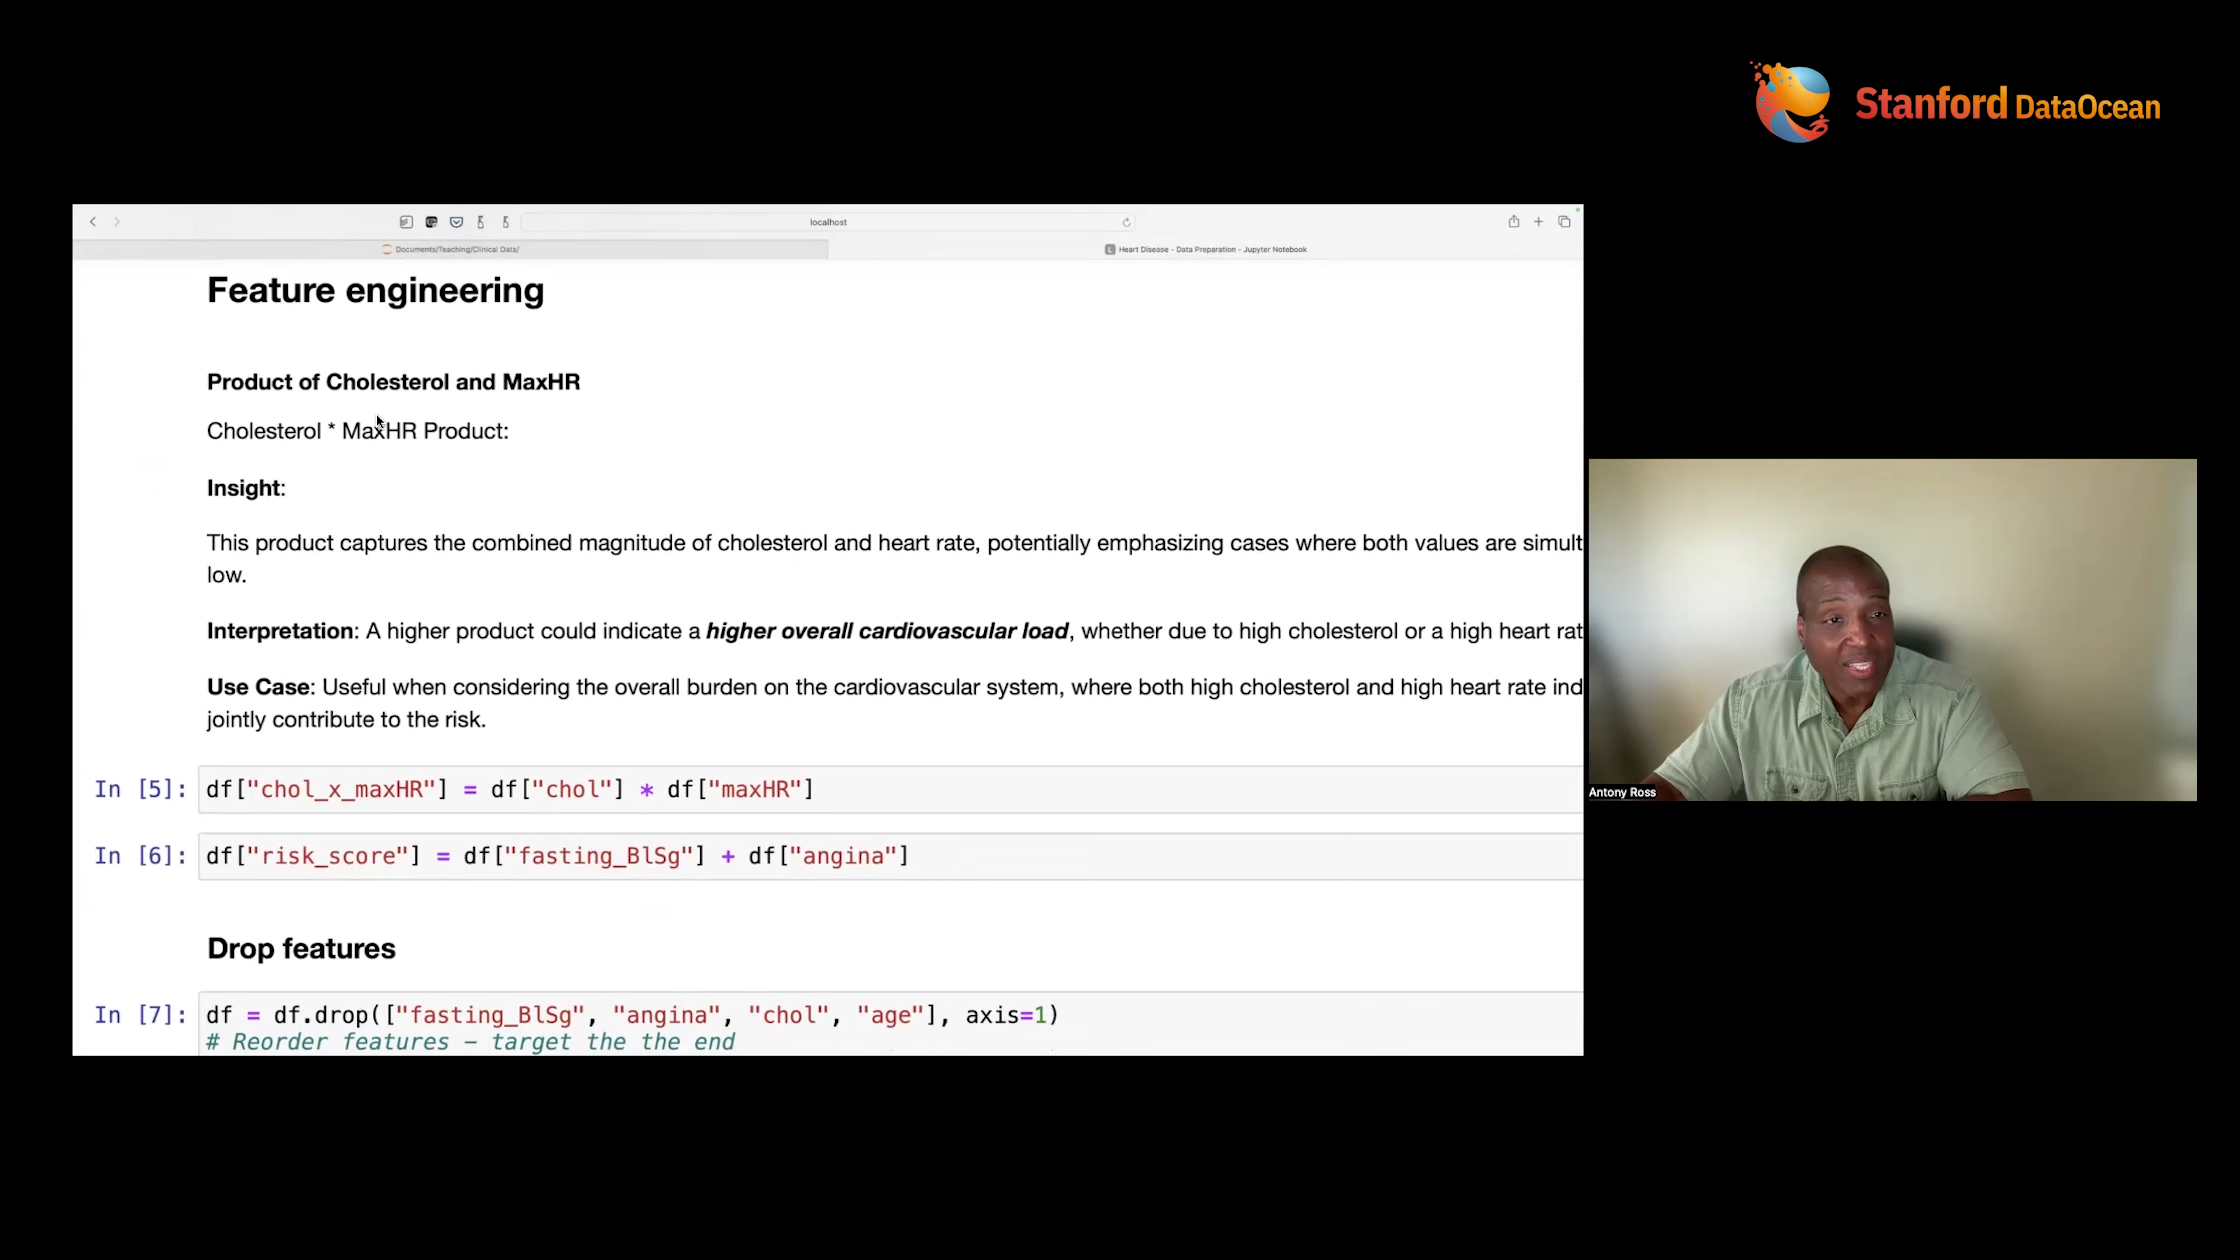 Stanford DataOcean
localhost
Documents/Teaching/Clinical Data/
Heart Disease - Data Preparation - Jupyter Notebook
Feature engineering
Product of Cholesterol and MaxHR
Cholesterol * MaxHR Product:
Insight:
This product captures the combined magnitude of cholesterol and heart rate, potentially emphasizing cases where both values are simult
low.
Interpretation: A higher product could indicate a higher overall cardiovascular load, whether due to high cholesterol or a high heart rat
Use Case: Useful when considering the overall burden on the cardiovascular system, where both high cholesterol and high heart rate ind
jointly contribute to the risk.
In [5]: df["chol_x_maxHR"] = df["chol"] * df["maxHR"]
In [6]: df["risk_score"] = df["fasting_BlSg"] + df["angina"]
Drop features
In [7]: df = df.drop(["fasting_BlSg", "angina", "chol", "age"], axis=1)
# Reorder features – target the the end
Antony Ross